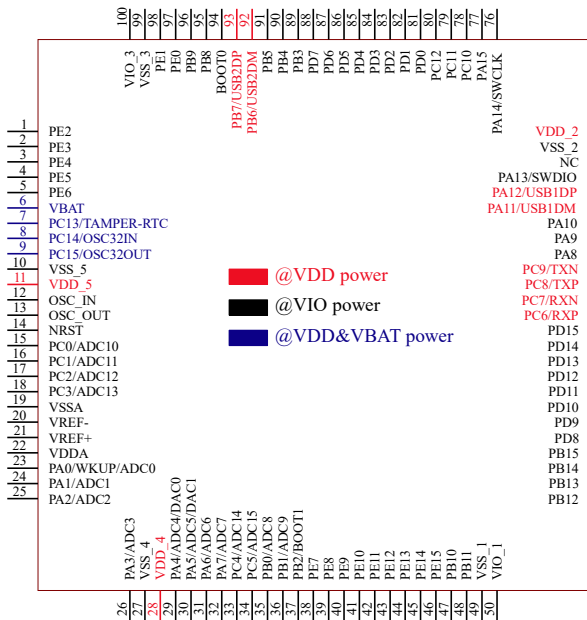 100
99
98
97
96
95
94
93
92
91
90
89
88
87
86
85
84
83
82
81
80
79
78
77
76
VIO_3
VSS_3
PE1
PE0
PB9
PB8
BOOT0
PB7/USB2DP
PB6/USB2DM
PB5
PB4
PB3
PD7
PD6
PD5
PD4
PD3
PD2
PD1
PD0
PC12
PC11
PC10
PA15
PA14/SWCLK
1 PE2
2 PE3
3 PE4
4 PE5
5 PE6
6 VBAT
7 PC13/TAMPER-RTC
8 PC14/OSC32IN
9 PC15/OSC32OUT
10 VSS_5
11 VDD_5
12 OSC_IN
13 OSC_OUT
14 NRST
15 PC0/ADC10
16 PC1/ADC11
17 PC2/ADC12
18 PC3/ADC13
19 VSSA
20 VREF-
21 VREF+
22 VDDA
23 PA0/WKUP/ADC0
24 PA1/ADC1
25 PA2/ADC2
@VDD power
@VIO power
@VDD&VBAT power
VDD_2
VSS_2
NC
PA13/SWDIO
PA12/USB1DP
PA11/USB1DM
PA10
PA9
PA8
PC9/TXN
PC8/TXP
PC7/RXN
PC6/RXP
PD15
PD14
PD13
PD12
PD11
PD10
PD9
PD8
PB15
PB14
PB13
PB12
PA3/ADC3
VSS_4
VDD_4
PA4/ADC4/DAC0
PA5/ADC5/DAC1
PA6/ADC6
PA7/ADC7
PC4/ADC14
PC5/ADC15
PB0/ADC8
PB1/ADC9
PB2/BOOT1
PE7
PE8
PE9
PE10
PE11
PE12
PE13
PE14
PE15
PB10
PB11
VSS_1
VIO_1
26
27
28
29
30
31
32
33
34
35
36
37
38
39
40
41
42
43
44
45
46
47
48
49
50